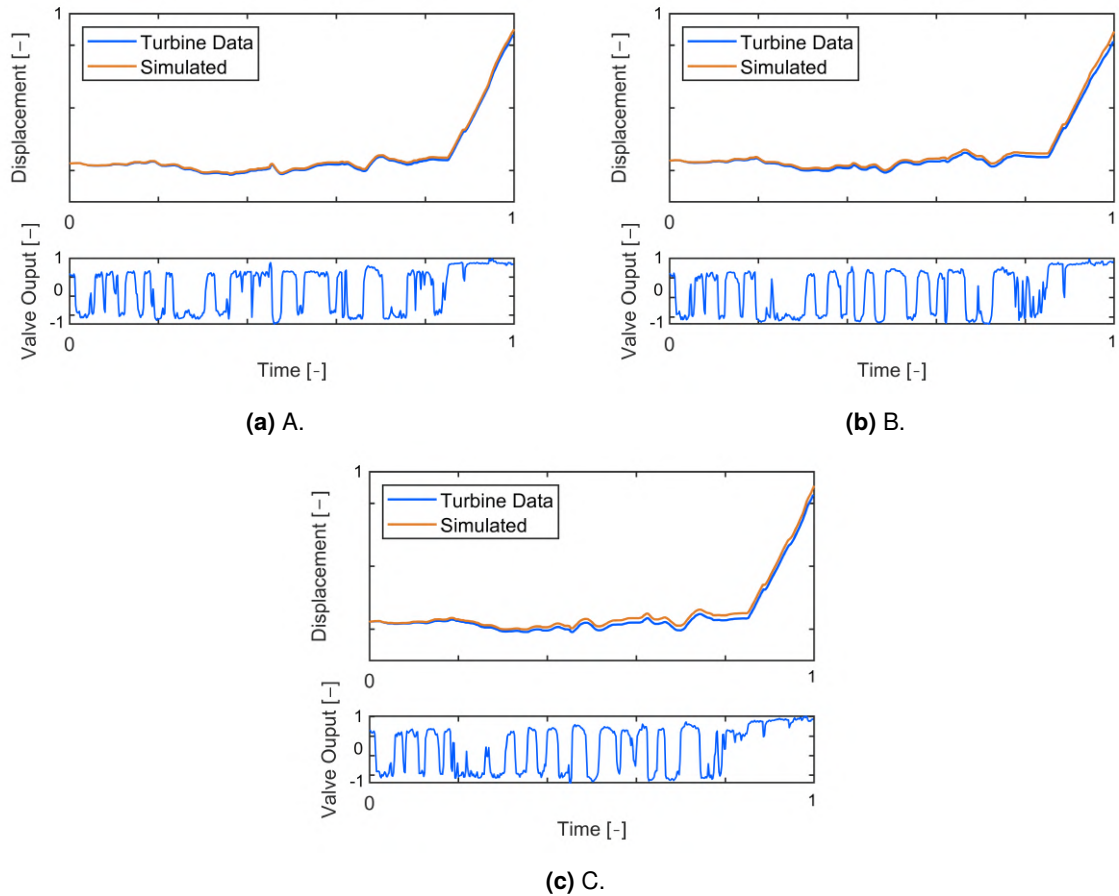 1
Displacement [−]
Turbine Data
Simulated
0
1
Valve Ouput [−]
1
0
-1
0
1
Time [-]
(a) A.
1
Displacement [−]
Turbine Data
Simulated
0
1
Valve Ouput [−]
1
0
-1
0
1
Time [-]
(b) B.
1
Displacement [−]
Turbine Data
Simulated
0
1
Valve Ouput [−]
1
0
-1
0
1
Time [-]
(c) C.